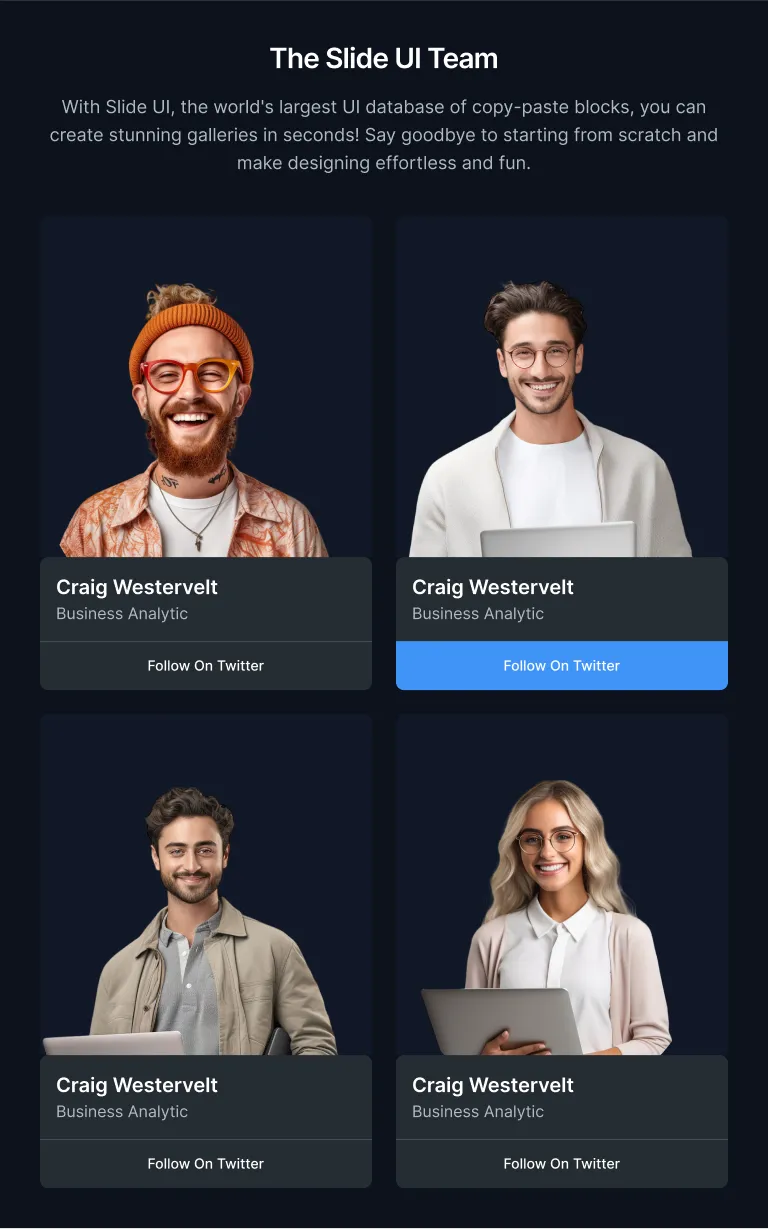 The Slide UI Team
With Slide UI, the world's largest UI database of copy-paste blocks, you can
create stunning galleries in seconds! Say goodbye to starting from scratch and
make designing effortless and fun.
Craig Westervelt
Business Analytic
Follow On Twitter
Craig Westervelt
Business Analytic
Follow On Twitter
Craig Westervelt
Business Analytic
Follow On Twitter
Craig Westervelt
Business Analytic
Follow On Twitter